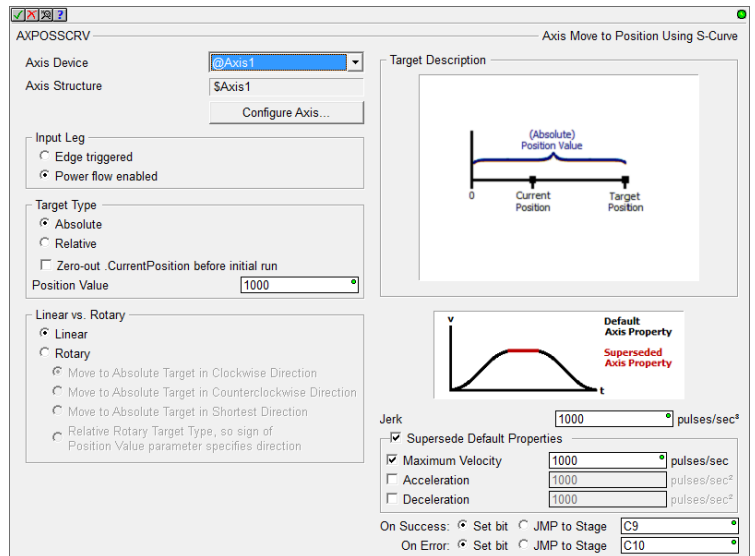 AXPOSSCRV
Axis Move to Position Using S-Curve
Axis Device
@Axis1
Axis Structure
$Axis1
Configure Axis...
Input Leg
Edge triggered
Power flow enabled
Target Type
Absolute
Relative
Zero-out .CurrentPosition before initial run
Position Value
1000
Linear vs. Rotary
Linear
Rotary
Move to Absolute Target in Clockwise Direction
Move to Absolute Target in Counterclockwise Direction
Move to Absolute Target in Shortest Direction
Relative Rotary Target Type, so sign of
Position Value parameter specifies direction
Target Description
(Absolute)
Position Value
0
Current
Position
Target
Position
v
t
Default
Axis Property
Superseded
Axis Property
Jerk
1000
pulses/sec³
Supersede Default Properties
Maximum Velocity
1000
pulses/sec
Acceleration
1000
pulses/sec²
Deceleration
1000
pulses/sec²
On Success:
Set bit
JMP to Stage
C9
On Error:
Set bit
JMP to Stage
C10